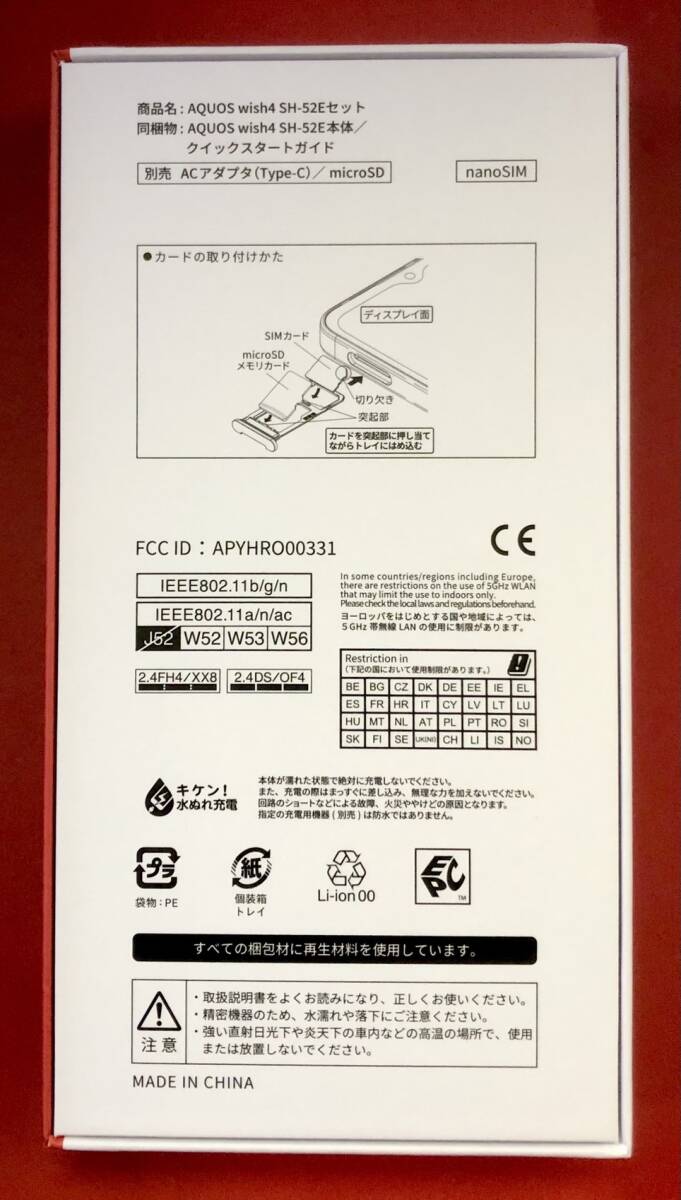 商品名 : AQUOS wish4 SH-52Eセット
同梱物 : AQUOS wish4 SH-52E本体／
クイックスタートガイド
別売 ACアダプタ(Type-C)／ microSD
nanoSIM
●カードの取り付けかた
ディスプレイ面
SIMカード
microSD
メモリカード
切り欠き
突起部
カードを突起部に押し当て
ながらトレイにはめ込む
FCC ID : APYHRO00331
CE
IEEE802.11b/g/n
IEEE802.11a/n/ac
J52 W52 W53 W56
2.4FH4/XX8 2.4DS/OF4
In some countries/regions including Europe,
there are restrictions on the use of 5GHz WLAN
that may limit the use to indoors only.
Please check the local laws and regulations beforehand.
ヨーロッパをはじめとする国や地域によっては、
5 GHz 帯無線 LAN の使用に制限があります。
Restriction in
(下記の国において使用制限があります。)
BE BG CZ DK DE EE IE EL
ES FR HR IT CY LV LT LU
HU MT NL AT PL PT RO SI
SK FI SE UK(NI) CH LI IS NO
キケン!
水ぬれ充電
本体が濡れた状態で絶対に充電しないでください。
また、充電の際はまっすぐに差し込み、無理な力を加えないでください。
回路のショートなどによる故障、火災ややけどの原因となります。
指定の充電用機器 ( 別売 ) は防水ではありません。
プラ
袋物 : PE
紙
個装箱
トレイ
Li-ion 00
EPC
TM
すべての梱包材に再生材料を使用しています。
注意
・取扱説明書をよくお読みになり、正しくお使いください。
・精密機器のため、水濡れや落下にご注意ください。
・強い直射日光下や炎天下の車内などの高温の場所で、使用
または放置しないでください。
MADE IN CHINA